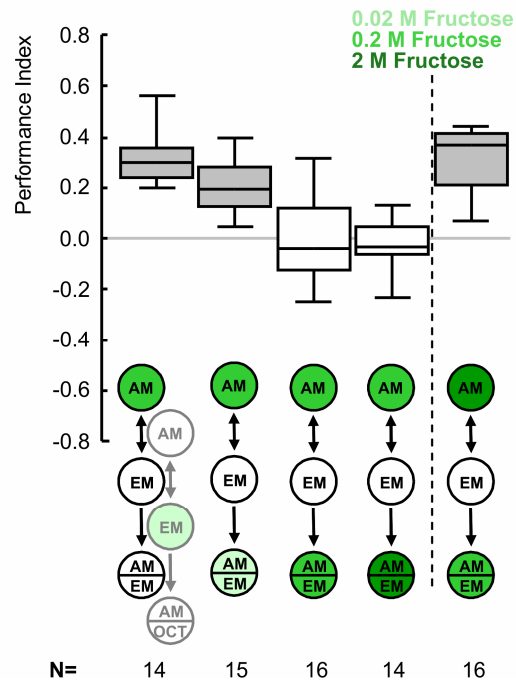 0.02 M Fructose
0.2 M Fructose
2 M Fructose
Performance Index
0.8
0.6
0.4
0.2
0.0
-0.2
-0.4
-0.6
-0.8
AM AM AM AM AM
AM
EM EM EM EM EM
EM
AM AM AM AM AM
EM EM EM EM EM
AM
OCT
N= 14 15 16 14 16